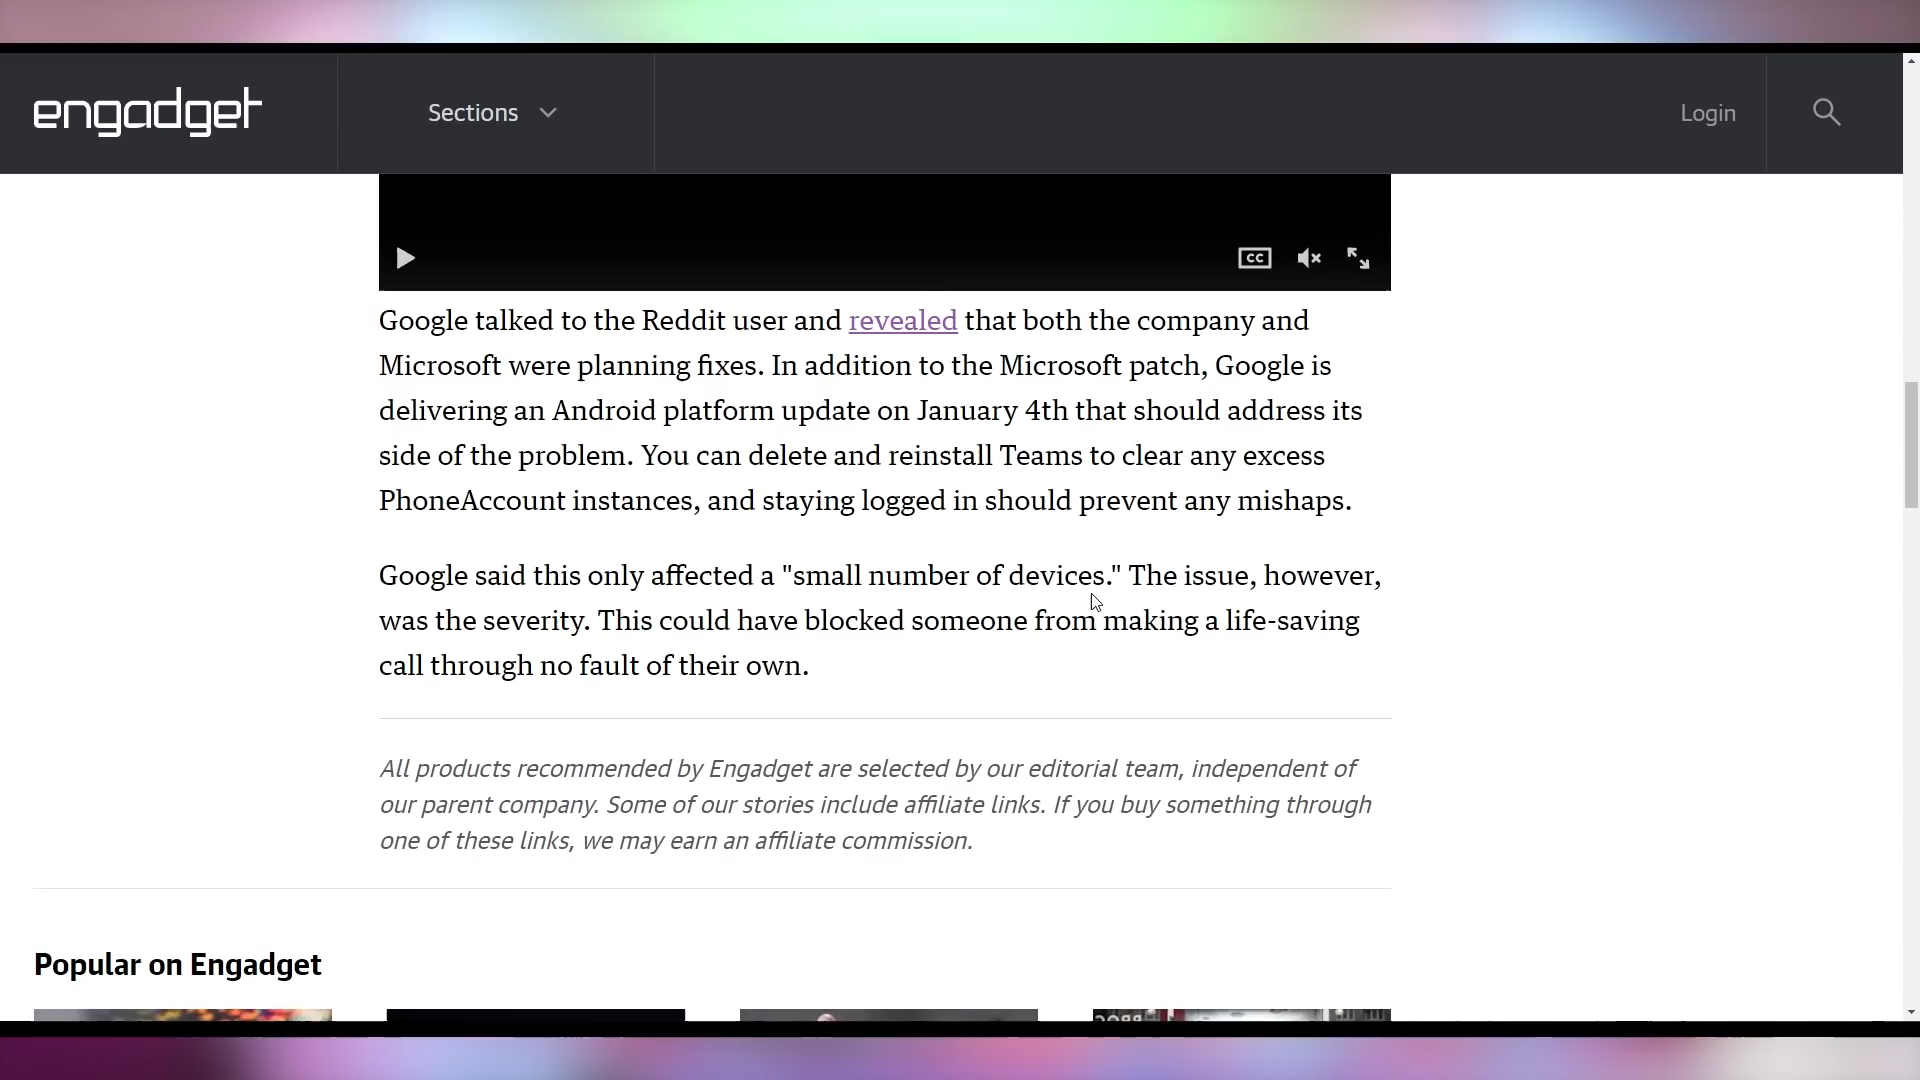 engadget
Sections
Login
CC
Google talked to the Reddit user and revealed that both the company and
Microsoft were planning fixes. In addition to the Microsoft patch, Google is
delivering an Android platform update on January 4th that should address its
side of the problem. You can delete and reinstall Teams to clear any excess
PhoneAccount instances, and staying logged in should prevent any mishaps.
Google said this only affected a "small number of devices." The issue, however,
was the severity. This could have blocked someone from making a life-saving
call through no fault of their own.
All products recommended by Engadget are selected by our editorial team, independent of
our parent company. Some of our stories include affiliate links. If you buy something through
one of these links, we may earn an affiliate commission.
Popular on Engadget